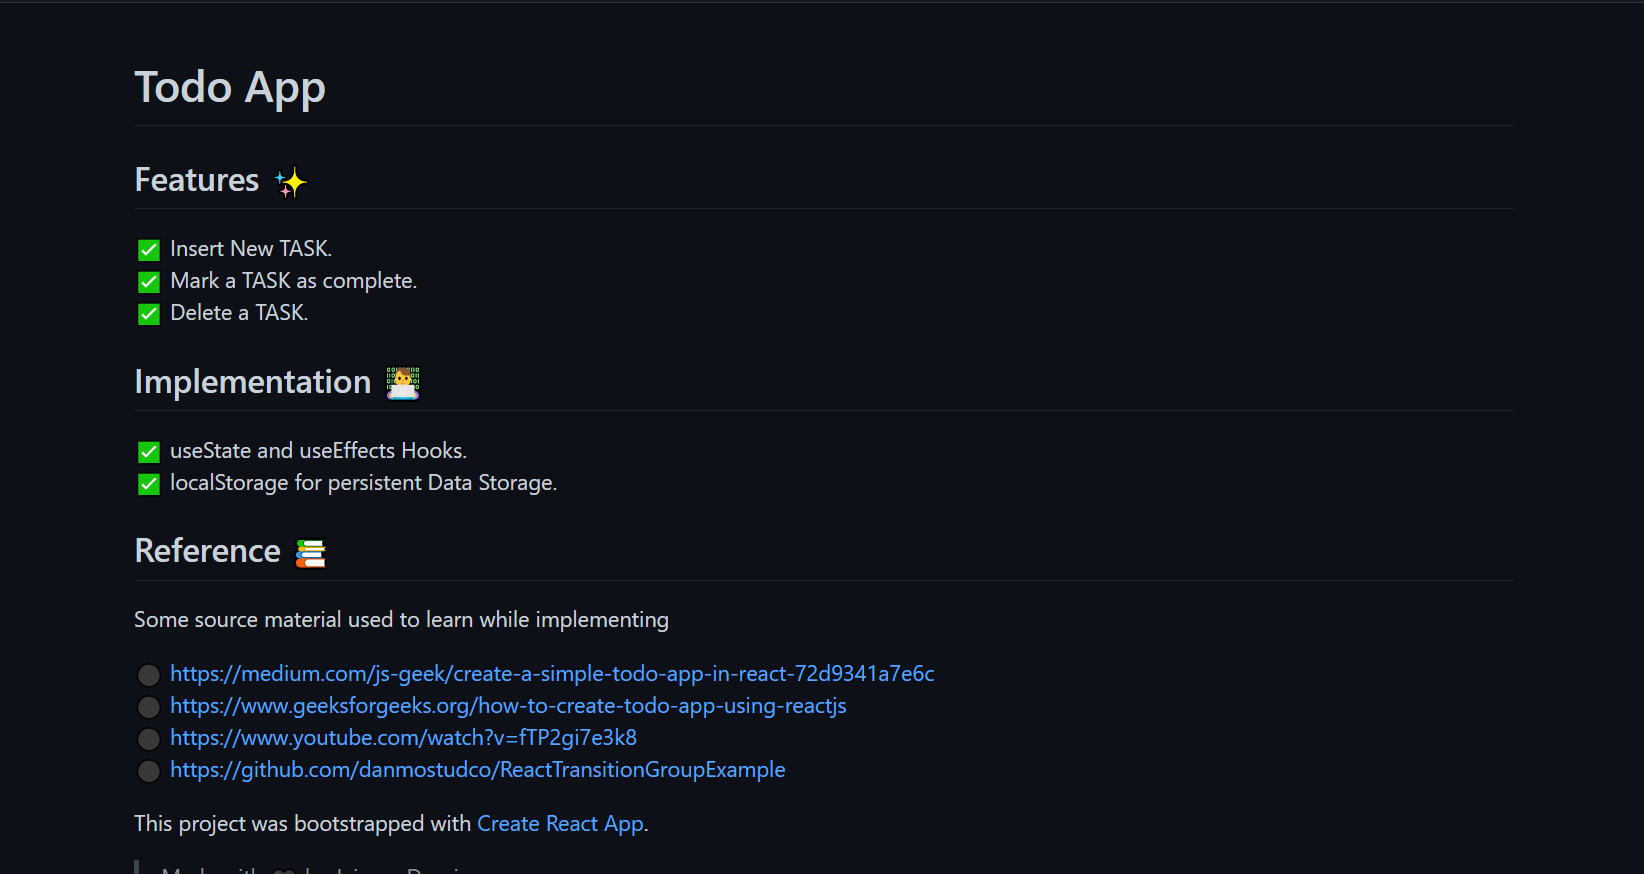 Todo App
Features ✨
✅ Insert New TASK.
✅ Mark a TASK as complete.
✅ Delete a TASK.
Implementation 👨‍💻
✅ useState and useEffects Hooks.
✅ localStorage for persistent Data Storage.
Reference 📚
Some source material used to learn while implementing
⚫ https://medium.com/js-geek/create-a-simple-todo-app-in-react-72d9341a7e6c
⚫ https://www.geeksforgeeks.org/how-to-create-todo-app-using-reactjs
⚫ https://www.youtube.com/watch?v=fTP2gi7e3k8
⚫ https://github.com/danmostudco/ReactTransitionGroupExample
This project was bootstrapped with Create React App.